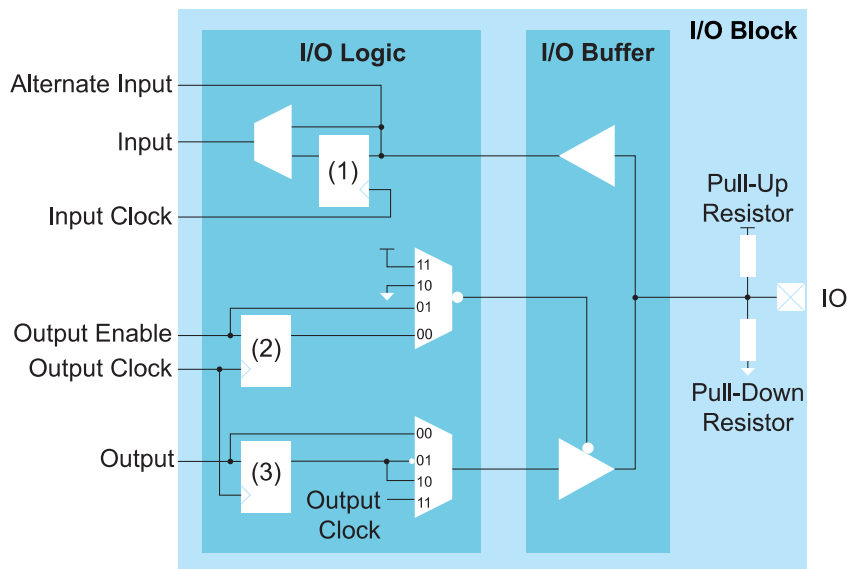 I/O Block
I/O Logic
I/O Buffer
Alternate Input
Input
(1)
Input Clock
Pull-Up
Resistor
11
10
01
00
IO
Output Enable
(2)
Output Clock
Pull-Down
Resistor
Output
(3)
00
01
10
11
Output
Clock